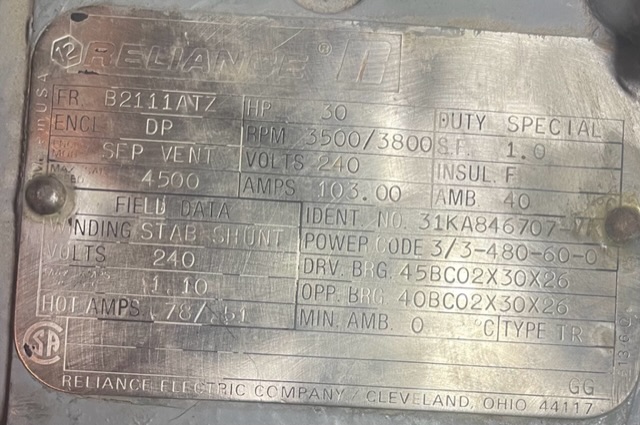 RELIANCE ® R
FR. B2111ATZ HP 30 DUTY SPECIAL
ENCL DP RPM 3500/3800 S.F. 1.0
SEP VENT VOLTS 240 INSUL. F
4500 AMPS 103.00 AMB. 40
FIELD DATA IDENT. NO. 31KA846707-
WINDING STAB SHUNT POWER CODE 3/3-480-60-0
VOLTS 240 DRV. BRG. 45BC02X30X26
1.10 OPP. BRG 40BC02X30X26
HOT AMPS .78/.51 MIN. AMB. 0 °C TYPE TR
SA
GG
RELIANCE ELECTRIC COMPANY / CLEVELAND, OHIO 44117